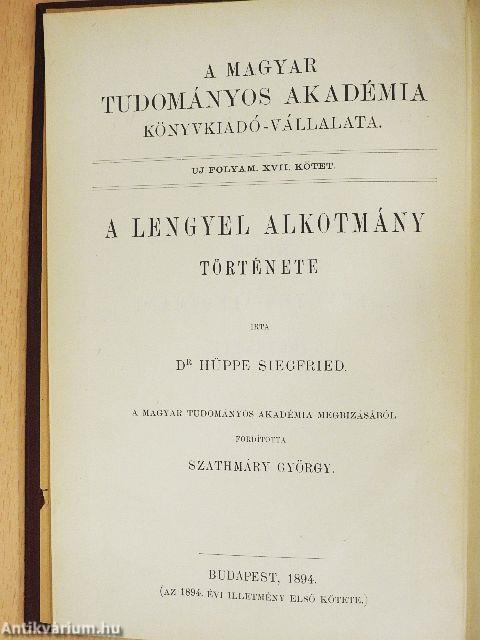 A MAGYAR
TUDOMÁNYOS AKADÉMIA
KÖNYVKIADÓ-VÁLLALATA.
UJ FOLYAM. XVII. KÖTET.
A LENGYEL ALKOTMÁNY
TÖRTÉNETE
IRTA
DR HÜPPE SIEGFRIED.
A MAGYAR TUDOMÁNYOS AKADÉMIA MEGBIZÁSÁBÓL
FORDÍTOTTA
SZATHMÁRY GYÖRGY.
BUDAPEST, 1894.
(AZ 1894. ÉVI ILLETMÉNY ELSŐ KÖTETE.)
Antikvárium.hu